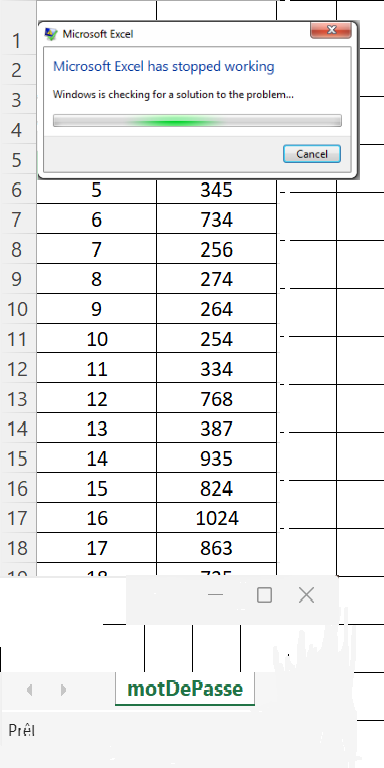 Microsoft Excel
1
Microsoft Excel has stopped working
2
Windows is checking for a solution to the problem...
3
4
Cancel
5
6 5 345
7 6 734
8 7 256
9 8 274
10 9 264
11 10 254
12 11 334
13 12 768
14 13 387
15 14 935
16 15 824
17 16 1024
18 17 863
motDePasse
Prêt